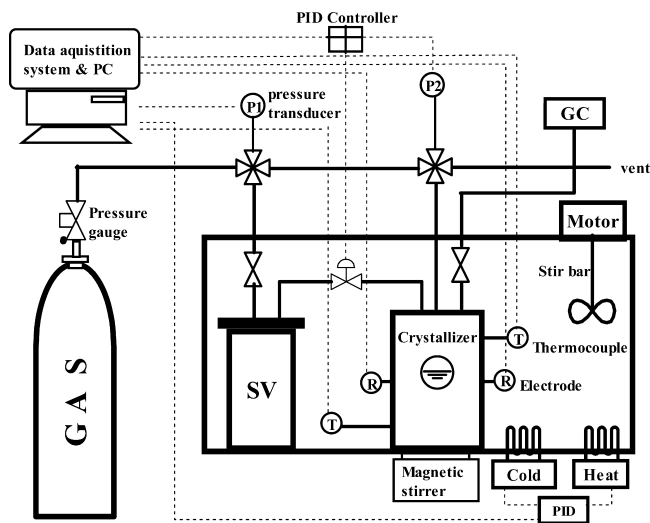 PID Controller
Data aquistition
system & PC
P1
pressure
transducer
P2
GC
vent
Pressure
gauge
Motor
Stir bar
Crystallizer
T
Thermocouple
SV
R
R
Electrode
T
GAS
Magnetic
stirrer
Cold
Heat
PID